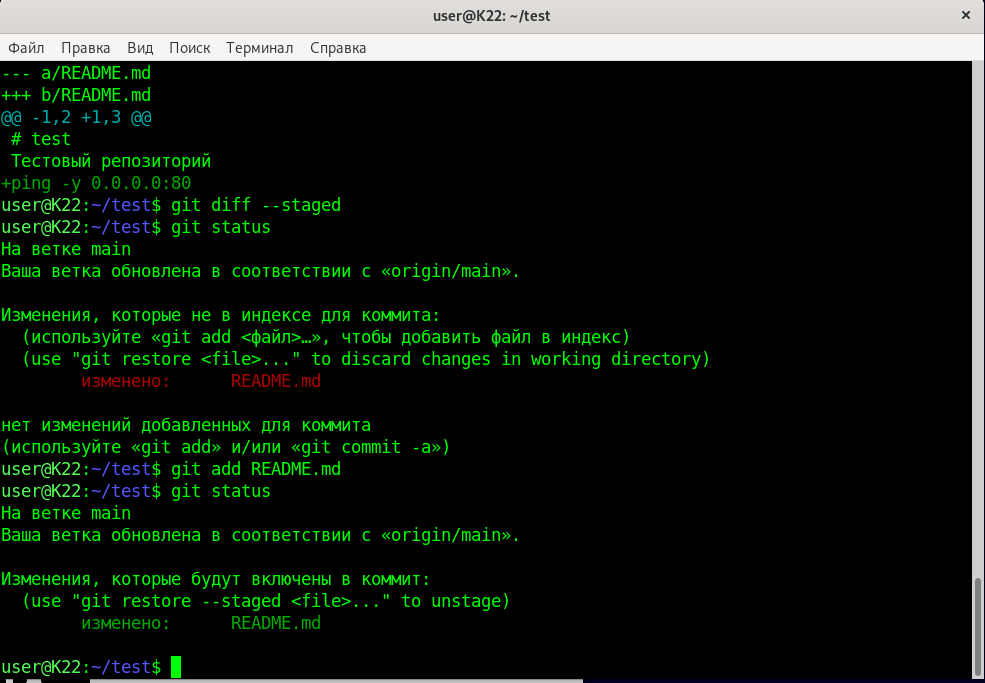 user@K22: ~/test
Файл Правка Вид Поиск Терминал Справка
--- a/README.md
+++ b/README.md
@@ -1,2 +1,3 @@
 # test
 Тестовый репозиторий
+ping -y 0.0.0.0:80
user@K22:~/test$ git diff --staged
user@K22:~/test$ git status
На ветке main
Ваша ветка обновлена в соответствии с «origin/main».

Изменения, которые не в индексе для коммита:
  (используйте «git add <файл>…», чтобы добавить файл в индекс)
  (use "git restore <file>..." to discard changes in working directory)
        изменено:      README.md

нет изменений добавленных для коммита
(используйте «git add» и/или «git commit -a»)
user@K22:~/test$ git add README.md
user@K22:~/test$ git status
На ветке main
Ваша ветка обновлена в соответствии с «origin/main».

Изменения, которые будут включены в коммит:
  (use "git restore --staged <file>..." to unstage)
        изменено:      README.md

user@K22:~/test$